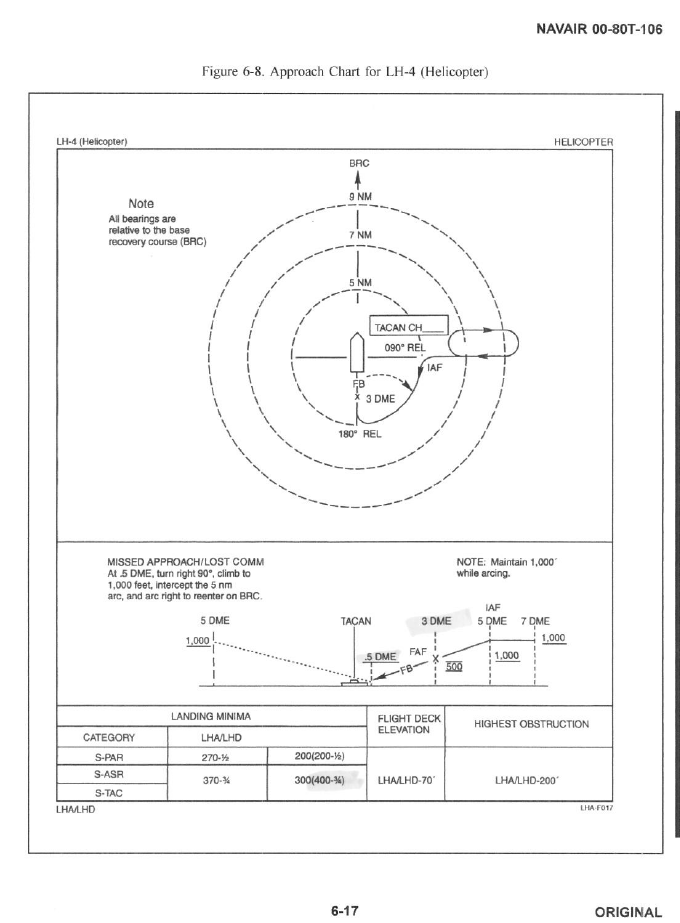 NAVAIR 00-80T-106
Figure 6-8. Approach Chart for LH-4 (Helicopter)
LH-4 (Helicopter)
HELICOPTER
BRC
9 NM
Note
All bearings are
relative to the base
recovery course (BRC)
7 NM
5 NM
TACAN CH____
090° REL
IAF
FB
X
3 DME
180° REL
MISSED APPROACH/LOST COMM
At .5 DME, turn right 90°, climb to
1,000 feet, intercept the 5 nm
arc, and arc right to reenter on BRC.
NOTE: Maintain 1,000'
while arcing.
IAF
5 DME
TACAN
3 DME
5 DME
7 DME
1,000
1,000
.5 DME
FAF
X
1,000
FB
500
LANDING MINIMA
FLIGHT DECK
ELEVATION
HIGHEST OBSTRUCTION
CATEGORY
LHA/LHD
S-PAR
270-½
200(200-½)
S-ASR
370-¾
300(400-¾)
LHA/LHD-70'
LHA/LHD-200'
S-TAC
LHA/LHD
LHA-F017
6-17
ORIGINAL